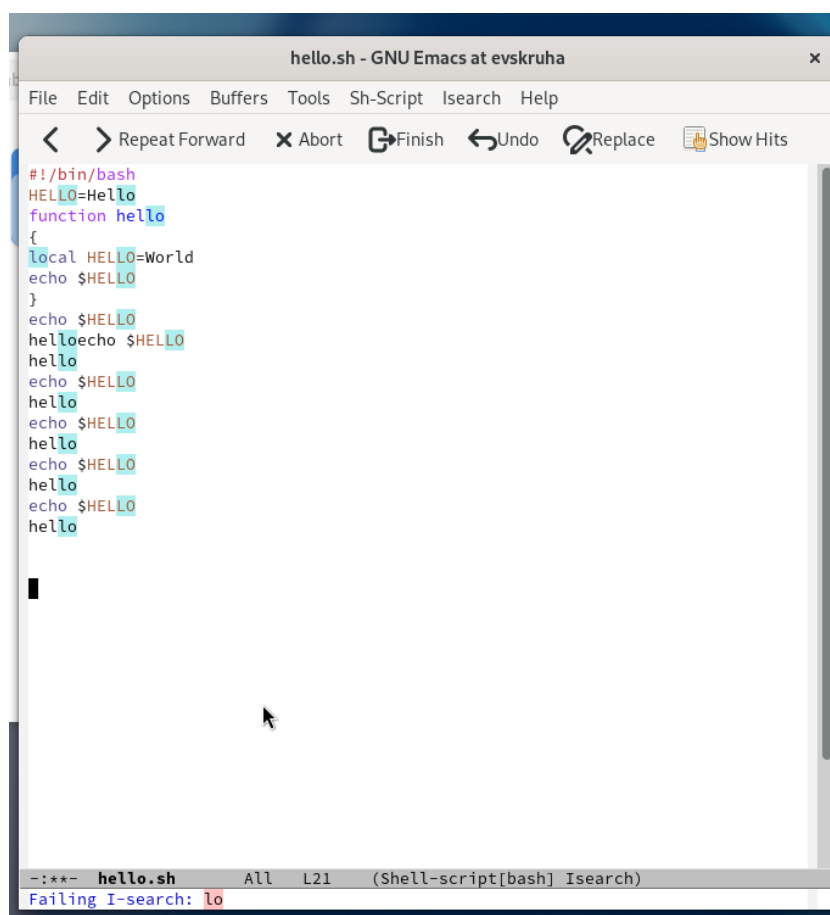 hello.sh - GNU Emacs at evskruha ×
File Edit Options Buffers Tools Sh-Script Isearch Help
Repeat Forward Abort Finish Undo Replace Show Hits
#!/bin/bash
HELLO=Hello
function hello
{
local HELLO=World
echo $HELLO
}
echo $HELLO
helloecho $HELLO
hello
echo $HELLO
hello
echo $HELLO
hello
echo $HELLO
hello
echo $HELLO
hello
-:**- hello.sh All L21 (Shell-script[bash] Isearch)
Failing I-search: lo